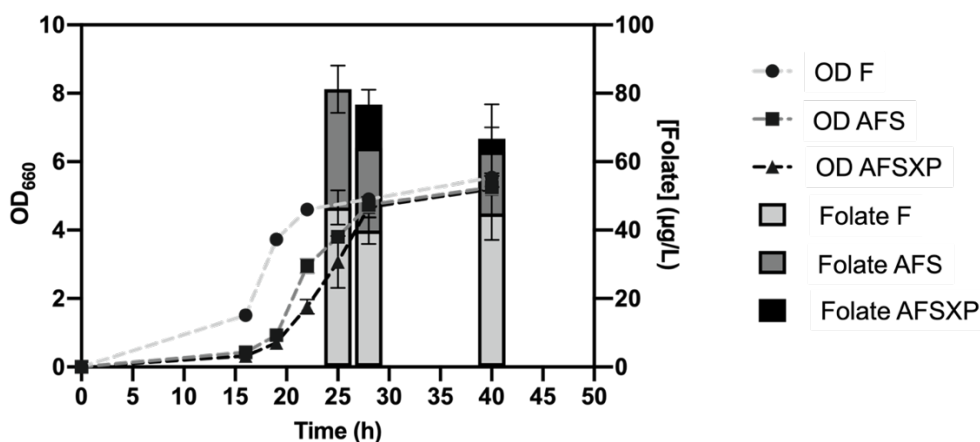 OD660
10
8
6
4
2
0
100
80
60
40
20
0
[Folate] (µg/L)
0 5 10 15 20 25 30 35 40 45 50
Time (h)
OD F
OD AFS
OD AFSXP
Folate F
Folate AFS
Folate AFSXP